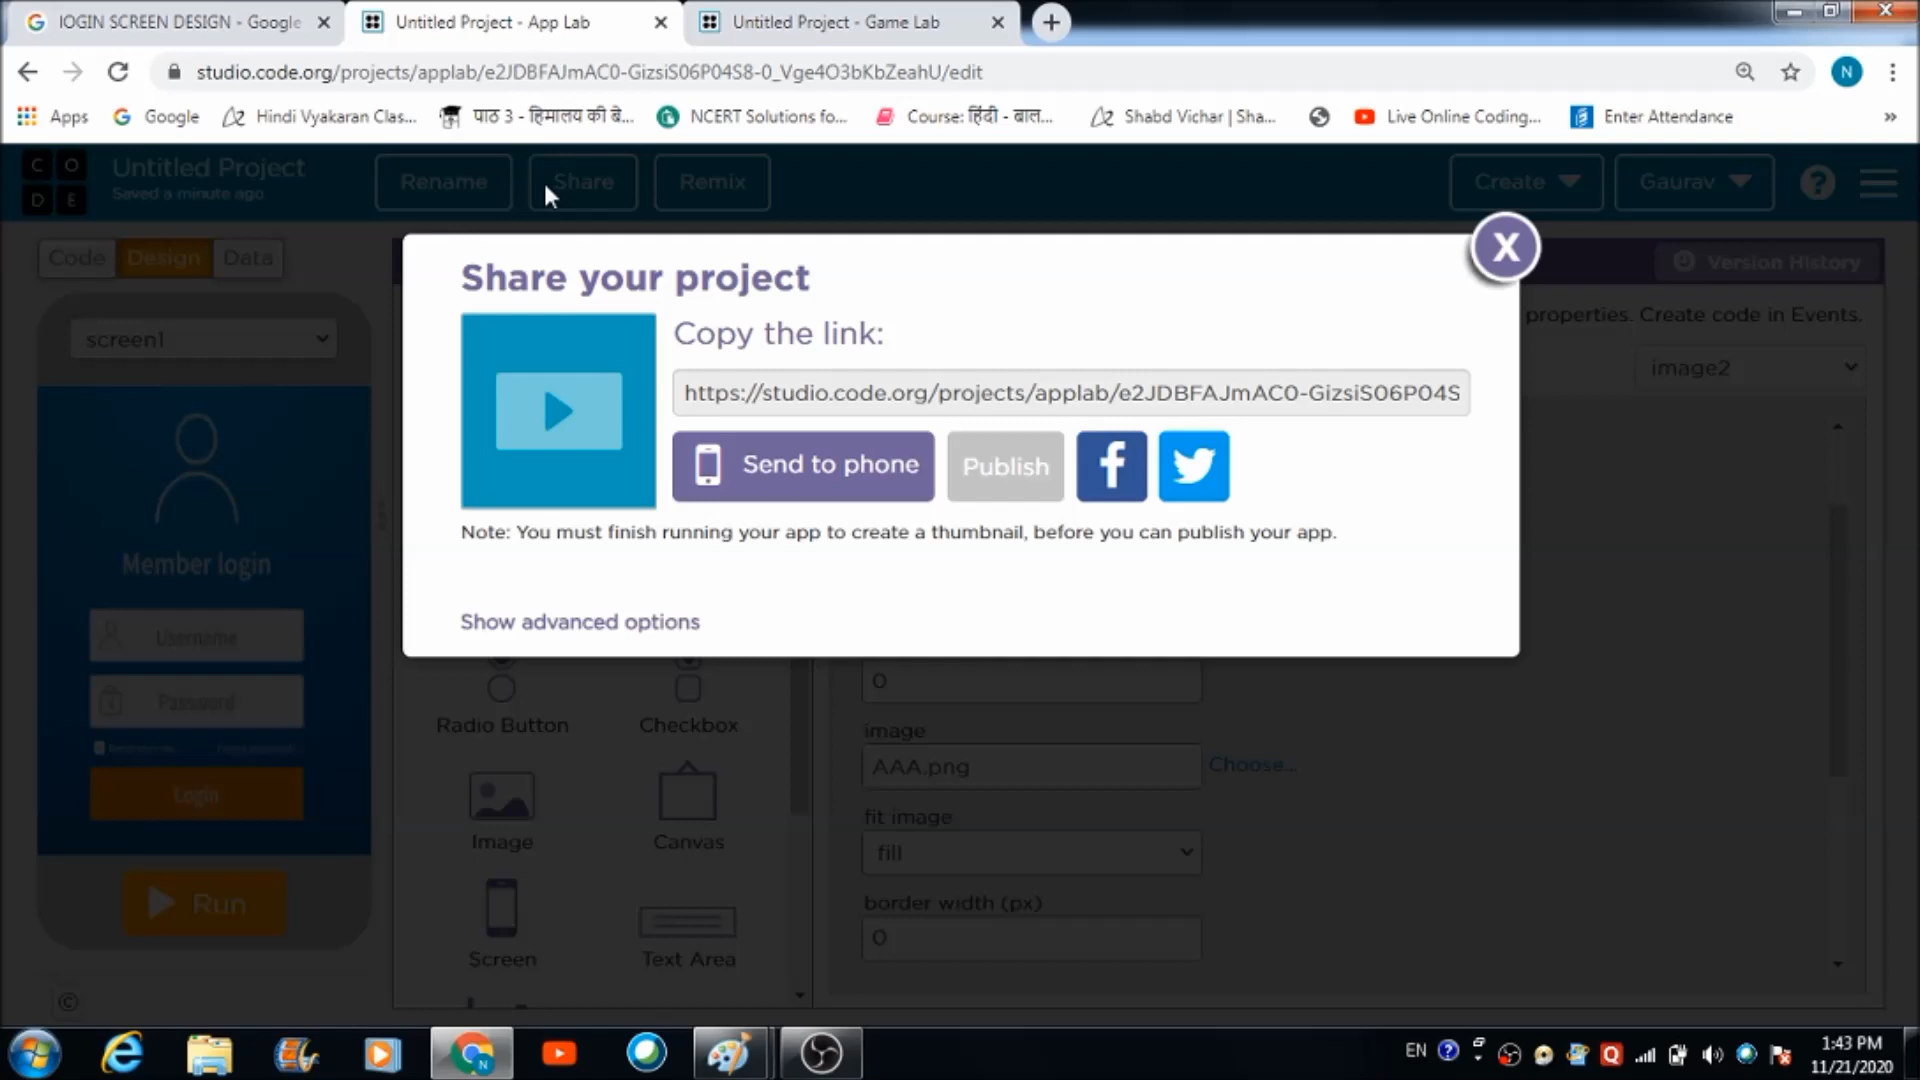 lOGIN SCREEN DESIGN - Google
Untitled Project - App Lab
Untitled Project - Game Lab
studio.code.org/projects/applab/e2JDBFAJmAC0-GizsiS06P04S8-0_Vge4O3bKbZeahU/edit
N
Apps
Google
Hindi Vyakaran Clas...
पाठ 3 - हिमालय की बे...
NCERT Solutions fo...
Course: हिंदी - बाल...
Shabd Vichar | Sha...
Live Online Coding...
Enter Attendance
»
C O
D E
Untitled Project
Saved a minute ago
Rename
Share
Remix
Create
Gaurav
?
Code
Design
Data
Version History
Share your project
X
properties. Create code in Events.
screen1
image2
Copy the link:
https://studio.code.org/projects/applab/e2JDBFAJmAC0-GizsiS06P04S
Send to phone
Publish
Note: You must finish running your app to create a thumbnail, before you can publish your app.
Show advanced options
Member login
Username
Password
Login
Run
Radio Button
Checkbox
Image
Canvas
Screen
Text Area
0
image
AAA.png
Choose...
fit image
fill
border width (px)
0
©
EN
1:43 PM
11/21/2020